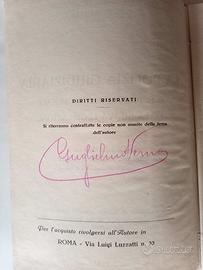 DIRITTI RISERVATI
Si riterranno contraffatte le copie non munite della firma
dell'autore
Guglielmo
Per l'acquisto rivolgersi all'Autore in
ROMA - Via Luigi Luzzatti n.